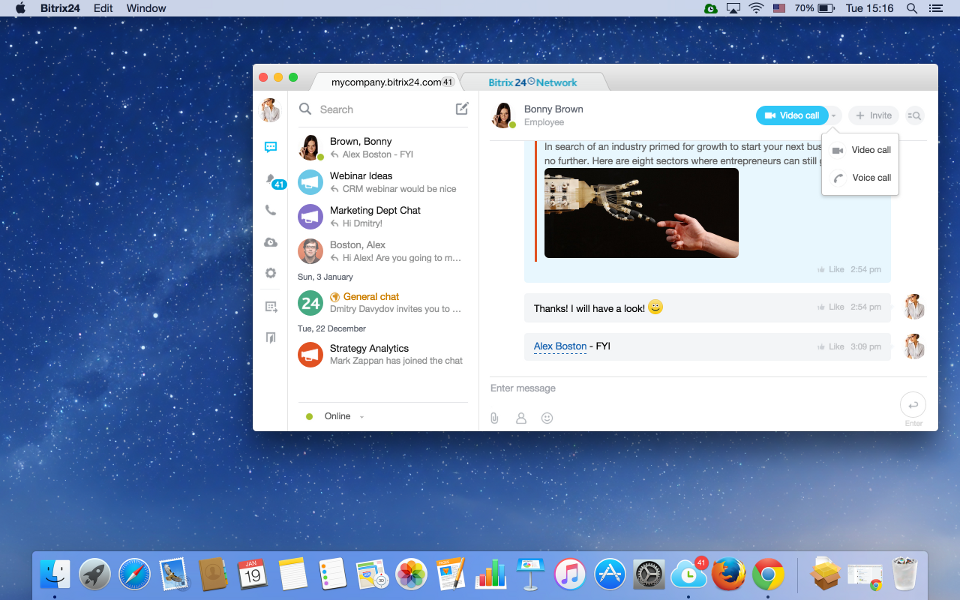 Bitrix24 Edit Window
70% Tue 15:16
mycompany.bitrix24.com 41
Bitrix 24 Network
Search
Brown, Bonny
Alex Boston - FYI
Webinar Ideas
CRM webinar would be nice
41
Marketing Dept Chat
Hi Dmitry!
Boston, Alex
Hi Alex! Are you going to m...
Sun, 3 January
24
General chat
Dmitry Davydov invites you to ...
Tue, 22 December
Strategy Analytics
Mark Zappan has joined the chat
Online
Bonny Brown
Employee
Video call
Invite
Video call
Voice call
In search of an industry primed for growth to start your next bus
no further. Here are eight sectors where entrepreneurs can still
Like 2:54 pm
Thanks! I will have a look!
Like 2:54 pm
Alex Boston - FYI
Like 3:09 pm
Enter message
Enter
JAN
19
41